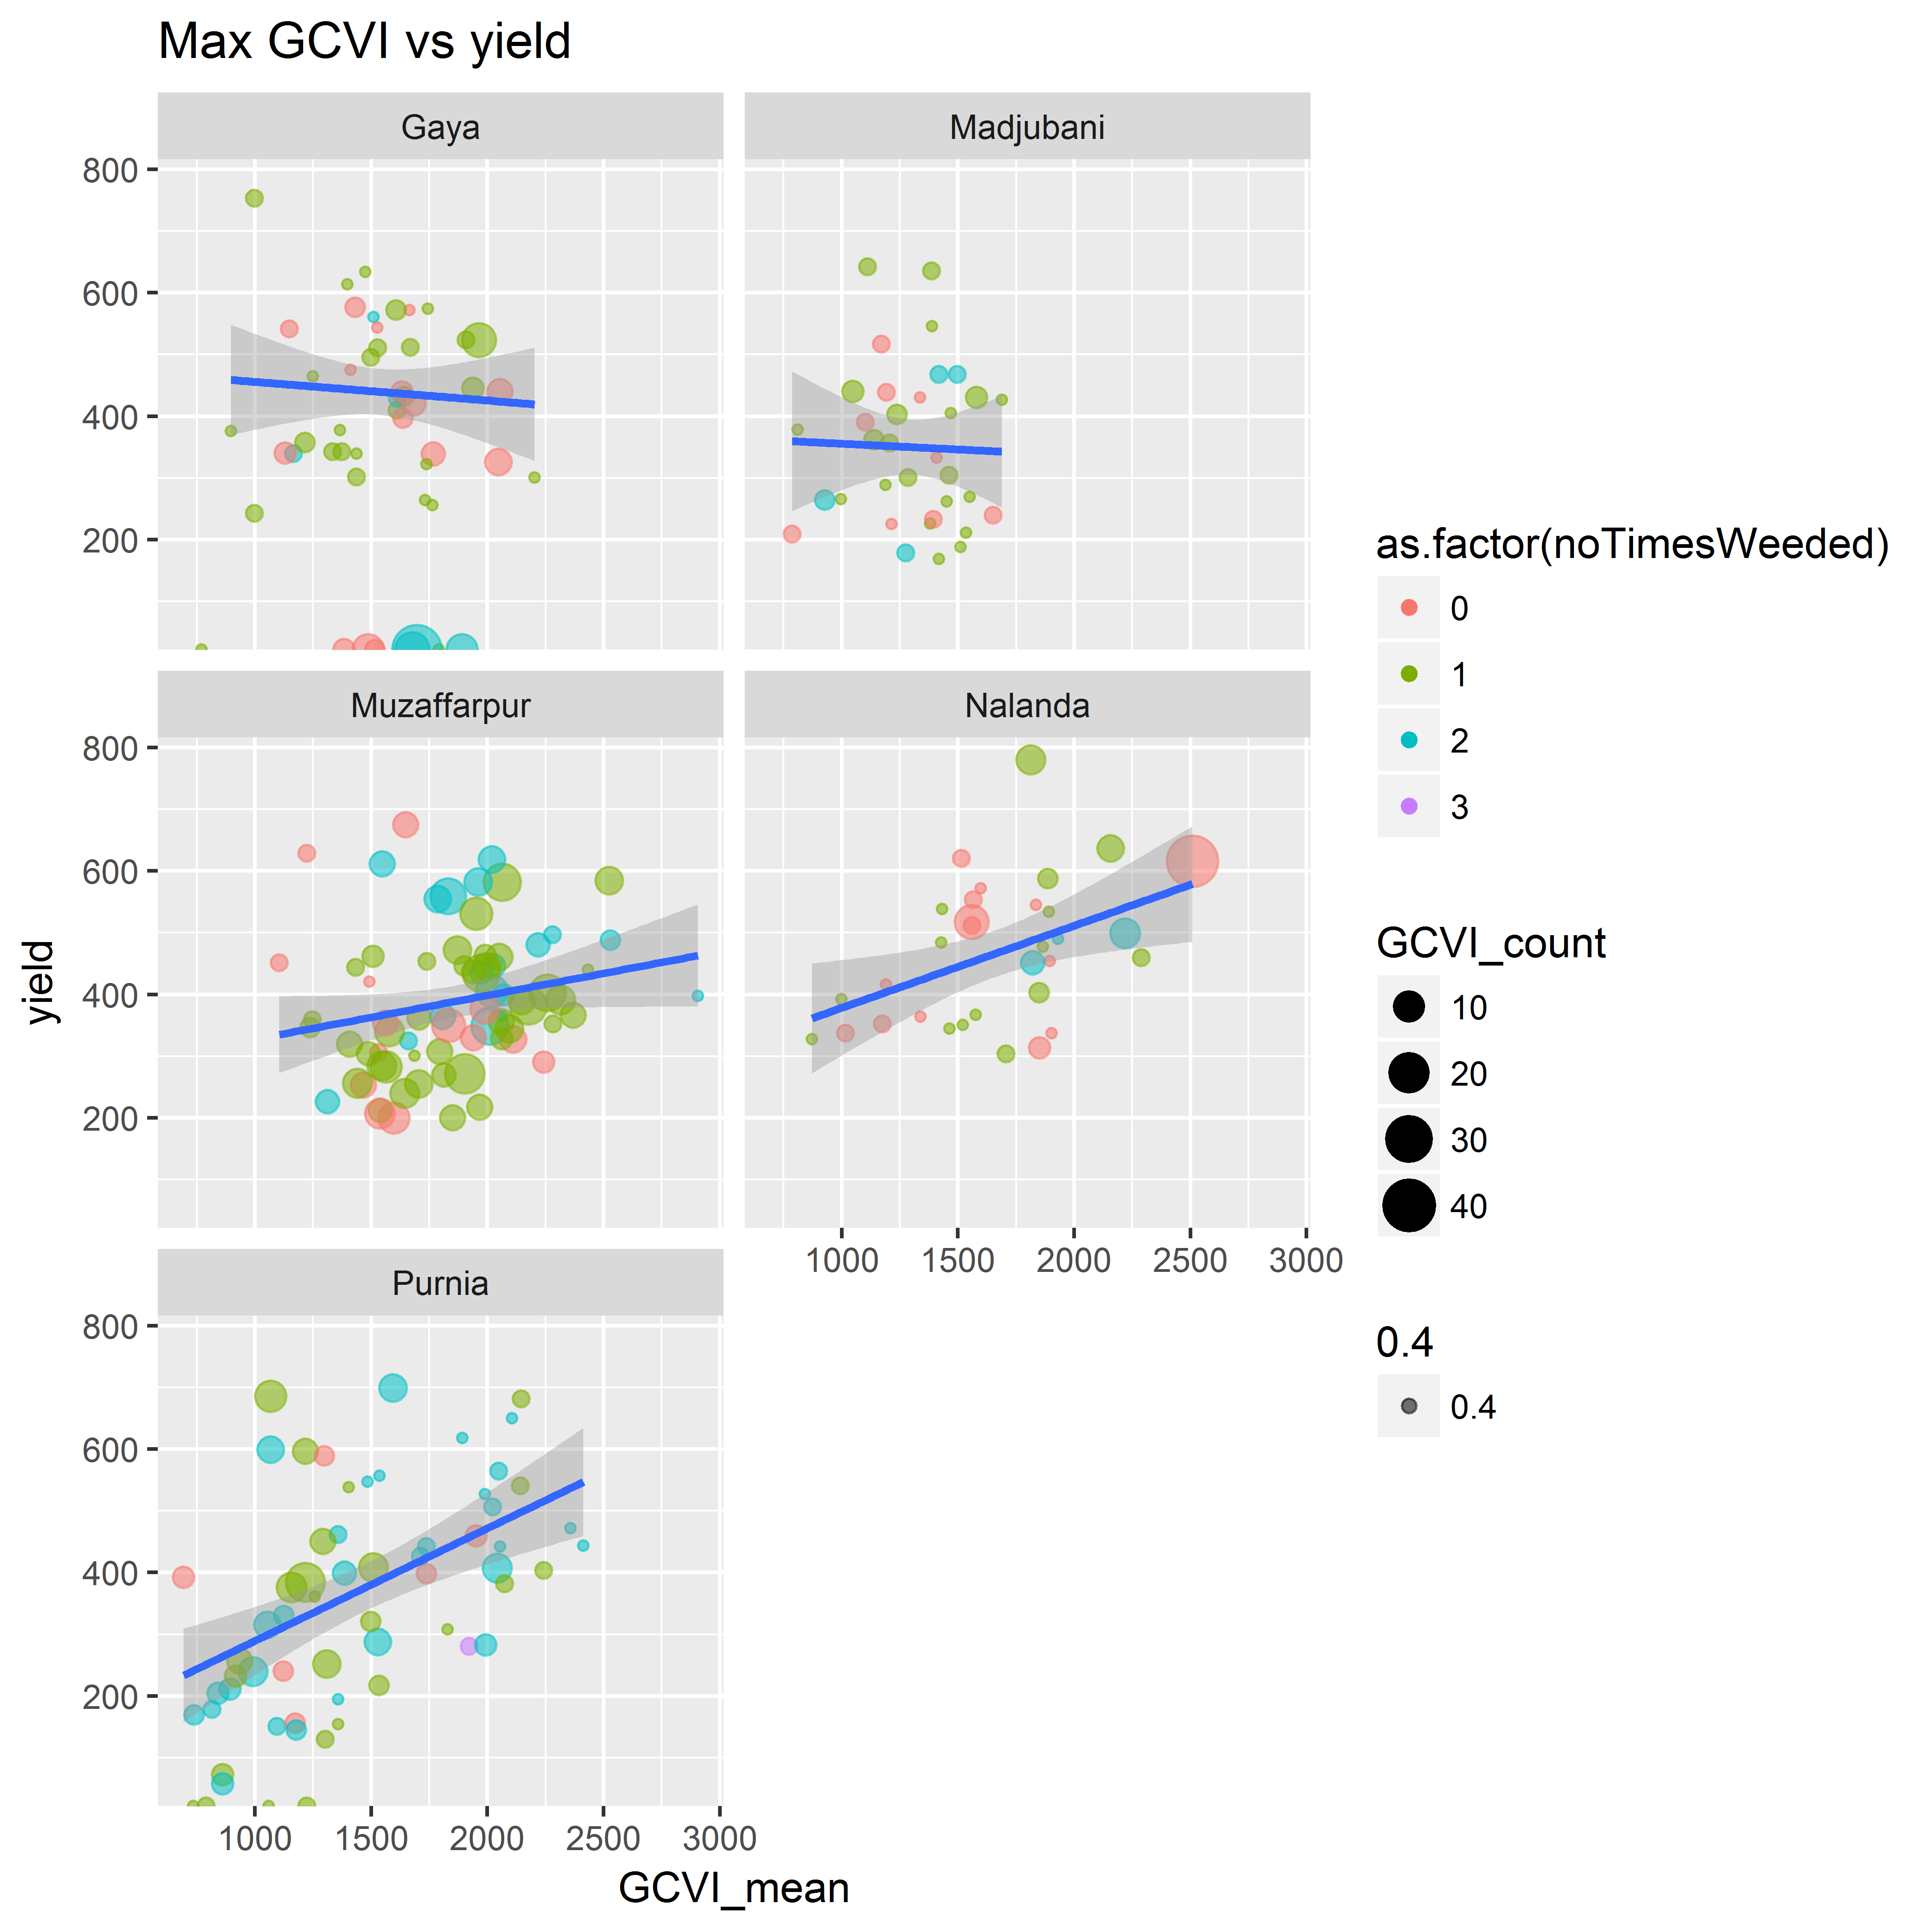 Max GCVI vs yield
Gaya
Madjubani
800
600
400
200
Muzaffarpur
Nalanda
800
600
400
200
1000 1500 2000 2500 3000
Purnia
800
600
400
200
1000 1500 2000 2500 3000
GCVI_mean
yield
as.factor(noTimesWeeded)
0
1
2
3
GCVI_count
10
20
30
40
0.4
0.4